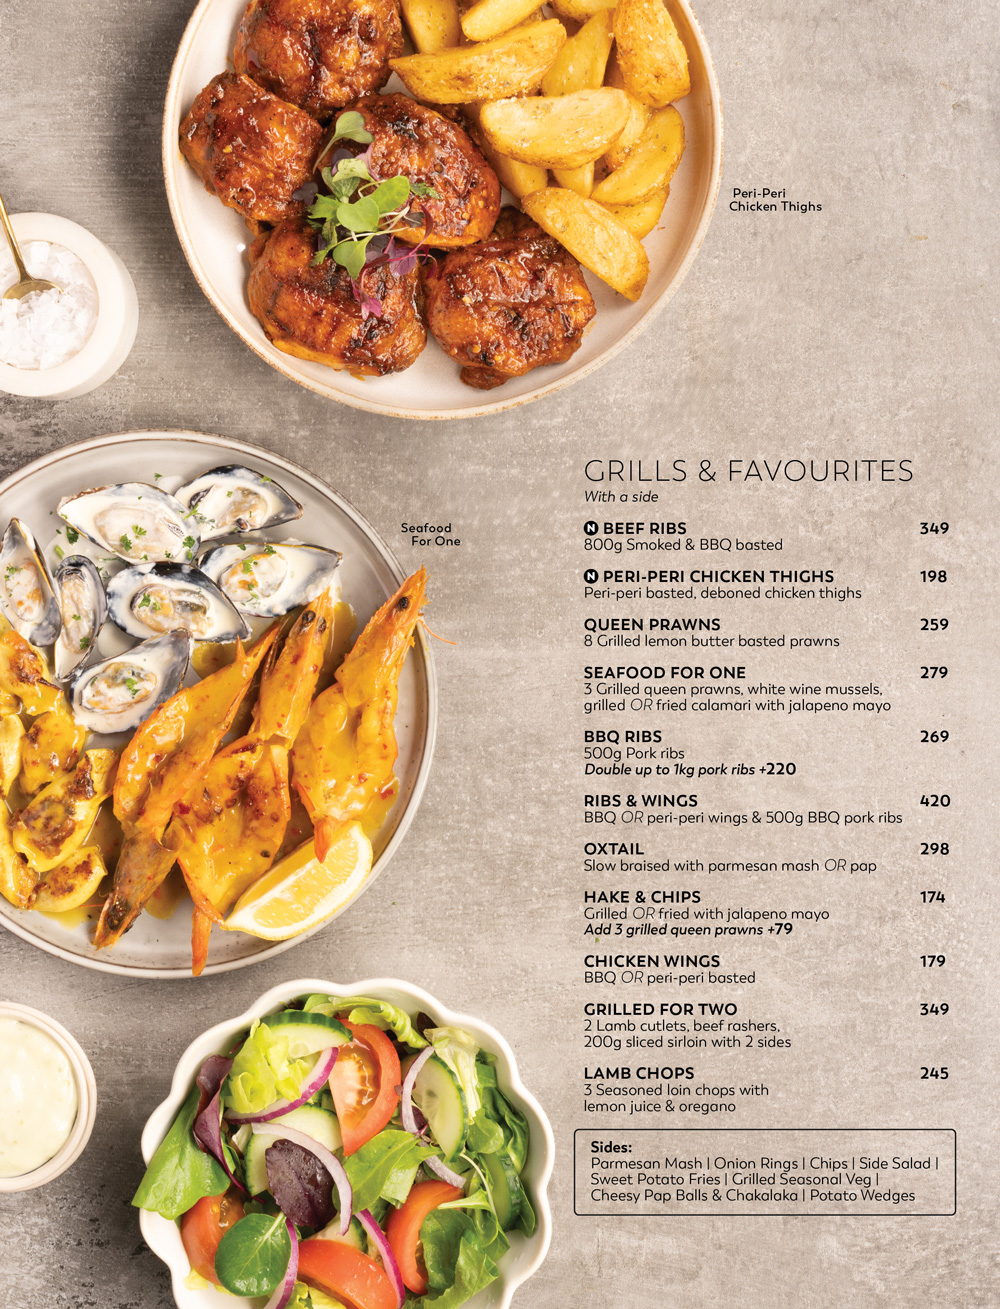 Peri-Peri
Chicken Thighs
Seafood
For One
GRILLS & FAVOURITES
With a side
N BEEF RIBS 349
800g Smoked & BBQ basted
N PERI-PERI CHICKEN THIGHS 198
Peri-peri basted, deboned chicken thighs
QUEEN PRAWNS 259
8 Grilled lemon butter basted prawns
SEAFOOD FOR ONE 279
3 Grilled queen prawns, white wine mussels,
grilled OR fried calamari with jalapeno mayo
BBQ RIBS 269
500g Pork ribs
Double up to 1kg pork ribs +220
RIBS & WINGS 420
BBQ OR peri-peri wings & 500g BBQ pork ribs
OXTAIL 298
Slow braised with parmesan mash OR pap
HAKE & CHIPS 174
Grilled OR fried with jalapeno mayo
Add 3 grilled queen prawns +79
CHICKEN WINGS 179
BBQ OR peri-peri basted
GRILLED FOR TWO 349
2 Lamb cutlets, beef rashers,
200g sliced sirloin with 2 sides
LAMB CHOPS 245
3 Seasoned loin chops with
lemon juice & oregano
Sides:
Parmesan Mash | Onion Rings | Chips | Side Salad |
Sweet Potato Fries | Grilled Seasonal Veg |
Cheesy Pap Balls & Chakalaka | Potato Wedges